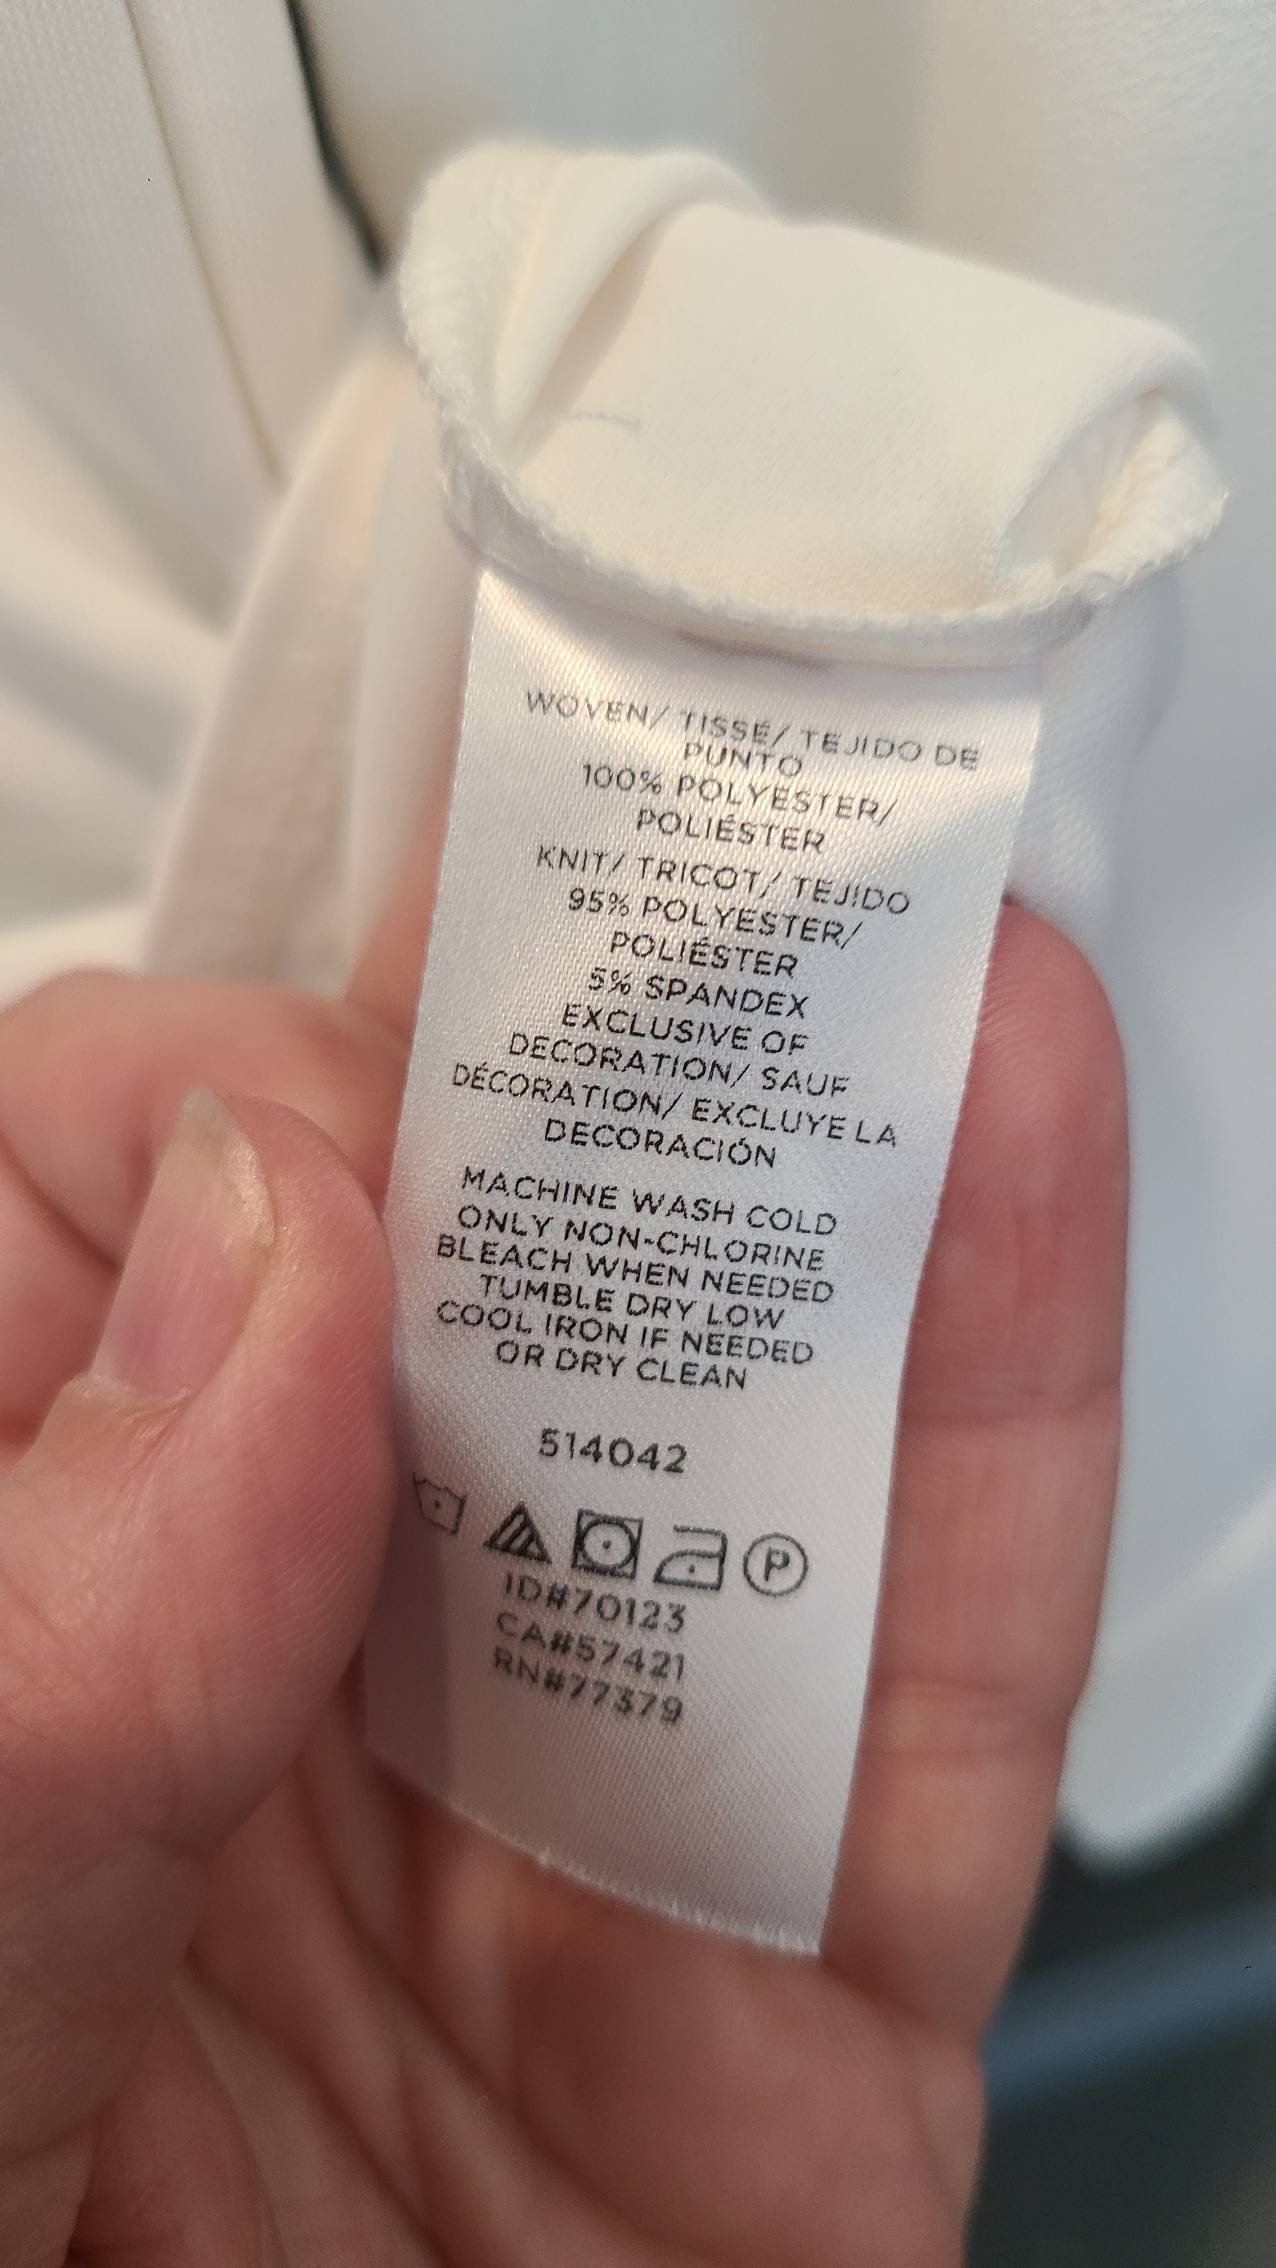 WOVEN/ TISSÉ/ TEJIDO DE
PUNTO
100% POLYESTER/
POLIÉSTER
KNIT/ TRICOT/ TEJIDO
95% POLYESTER/
POLIÉSTER
5% SPANDEX
EXCLUSIVE OF
DECORATION/ SAUF
DÉCORATION/ EXCLUYE LA
DECORACIÓN
MACHINE WASH COLD
ONLY NON-CHLORINE
BLEACH WHEN NEEDED
TUMBLE DRY LOW
COOL IRON IF NEEDED
OR DRY CLEAN
514042
P
ID#70123
CA#57421
RN#77379